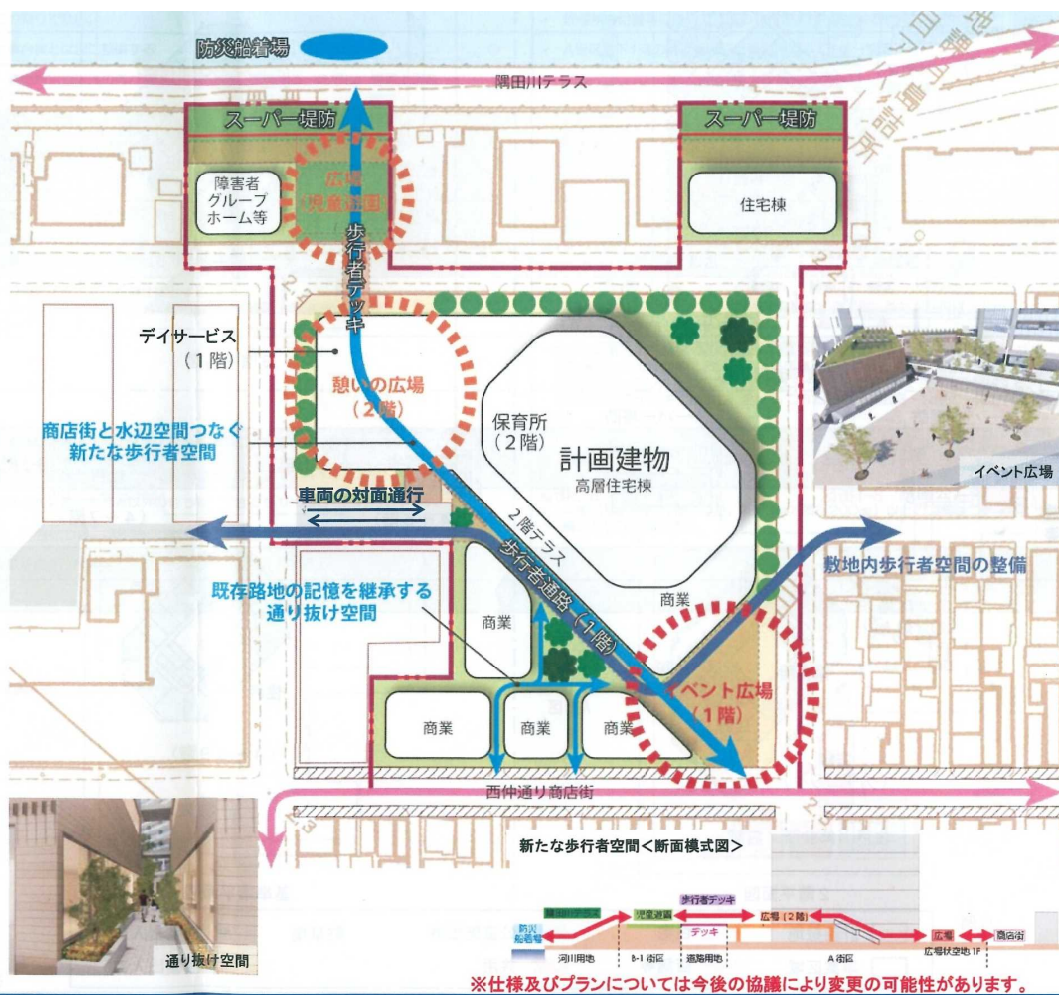 防災船着場
隅田川テラス
スーパー堤防
スーパー堤防
障害者
グループ
ホーム等
広場
(児童遊園)
住宅棟
歩行者デッキ
デイサービス
(1階)
憩いの広場
(2階)
保育所
(2階)
計画建物
高層住宅棟
商店街と水辺空間つなぐ
新たな歩行者空間
イベント広場
車両の対面通行
2階テラス
歩行者通路(1階)
敷地内歩行者空間の整備
既存路地の記憶を継承する
通り抜け空間
商業
商業
イベント広場
(1階)
商業
商業
商業
西仲通り商店街
通り抜け空間
新たな歩行者空間<断面模式図>
歩行者デッキ
隅田川テラス
児童遊園
広場(2階)
防災
船着場
デッキ
広場
商店街
河川用地
B-1街区
道路用地
A街区
広場状空地1F
※仕様及びプランについては今後の協議により変更の可能性があります。